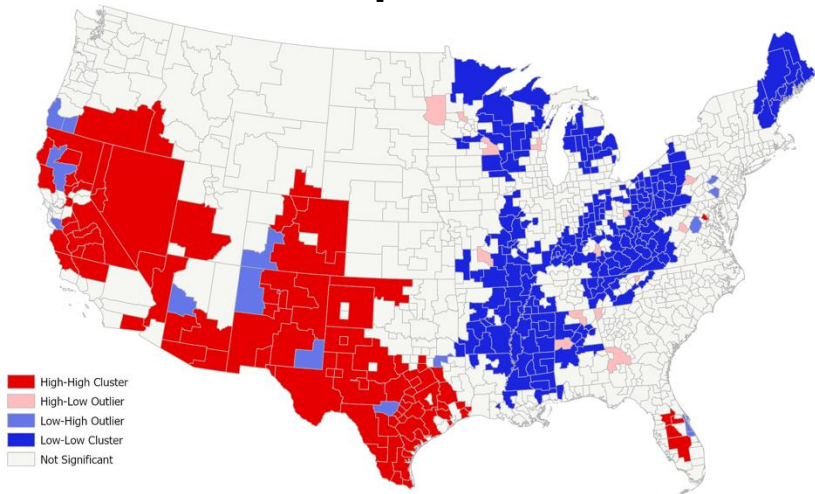 High-High Cluster
High-Low Outlier
Low-High Outlier
Low-Low Cluster
Not Significant